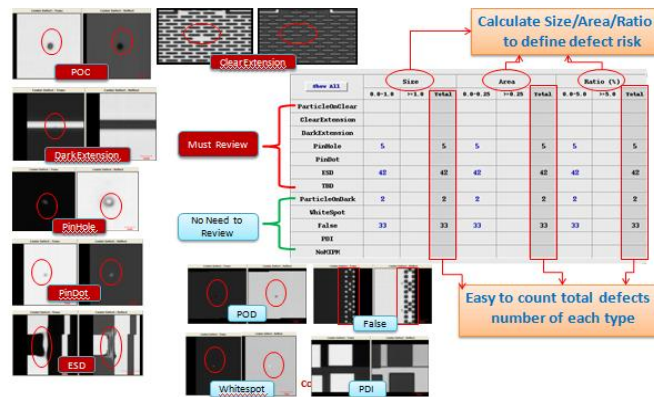 Calculate Size/Area/Ratio
to define defect risk
POC
ClearExtension
DarkExtension
PinHole
PinDot
ESD
Must Review
No Need to
Review
Show All
Size Area Ratio (%)
0.0~1.0 >=1.0 Total 0.0~0.25 >=0.25 Total 0.0~5.0 >=5.0 Total
ParticleOnClear
ClearExtension
DarkExtension
PinHole 5 5 5 5 5 5
PinDot
ESD 42 42 42 42 42 42
TBD
ParticleOnDark 2 2 2 2 2 2
WhiteSpot
False 33 33 33 33 33 33
PDI
NoKIPM
POD
False
Whitespot
Co
PDI
Easy to count total defects
number of each type